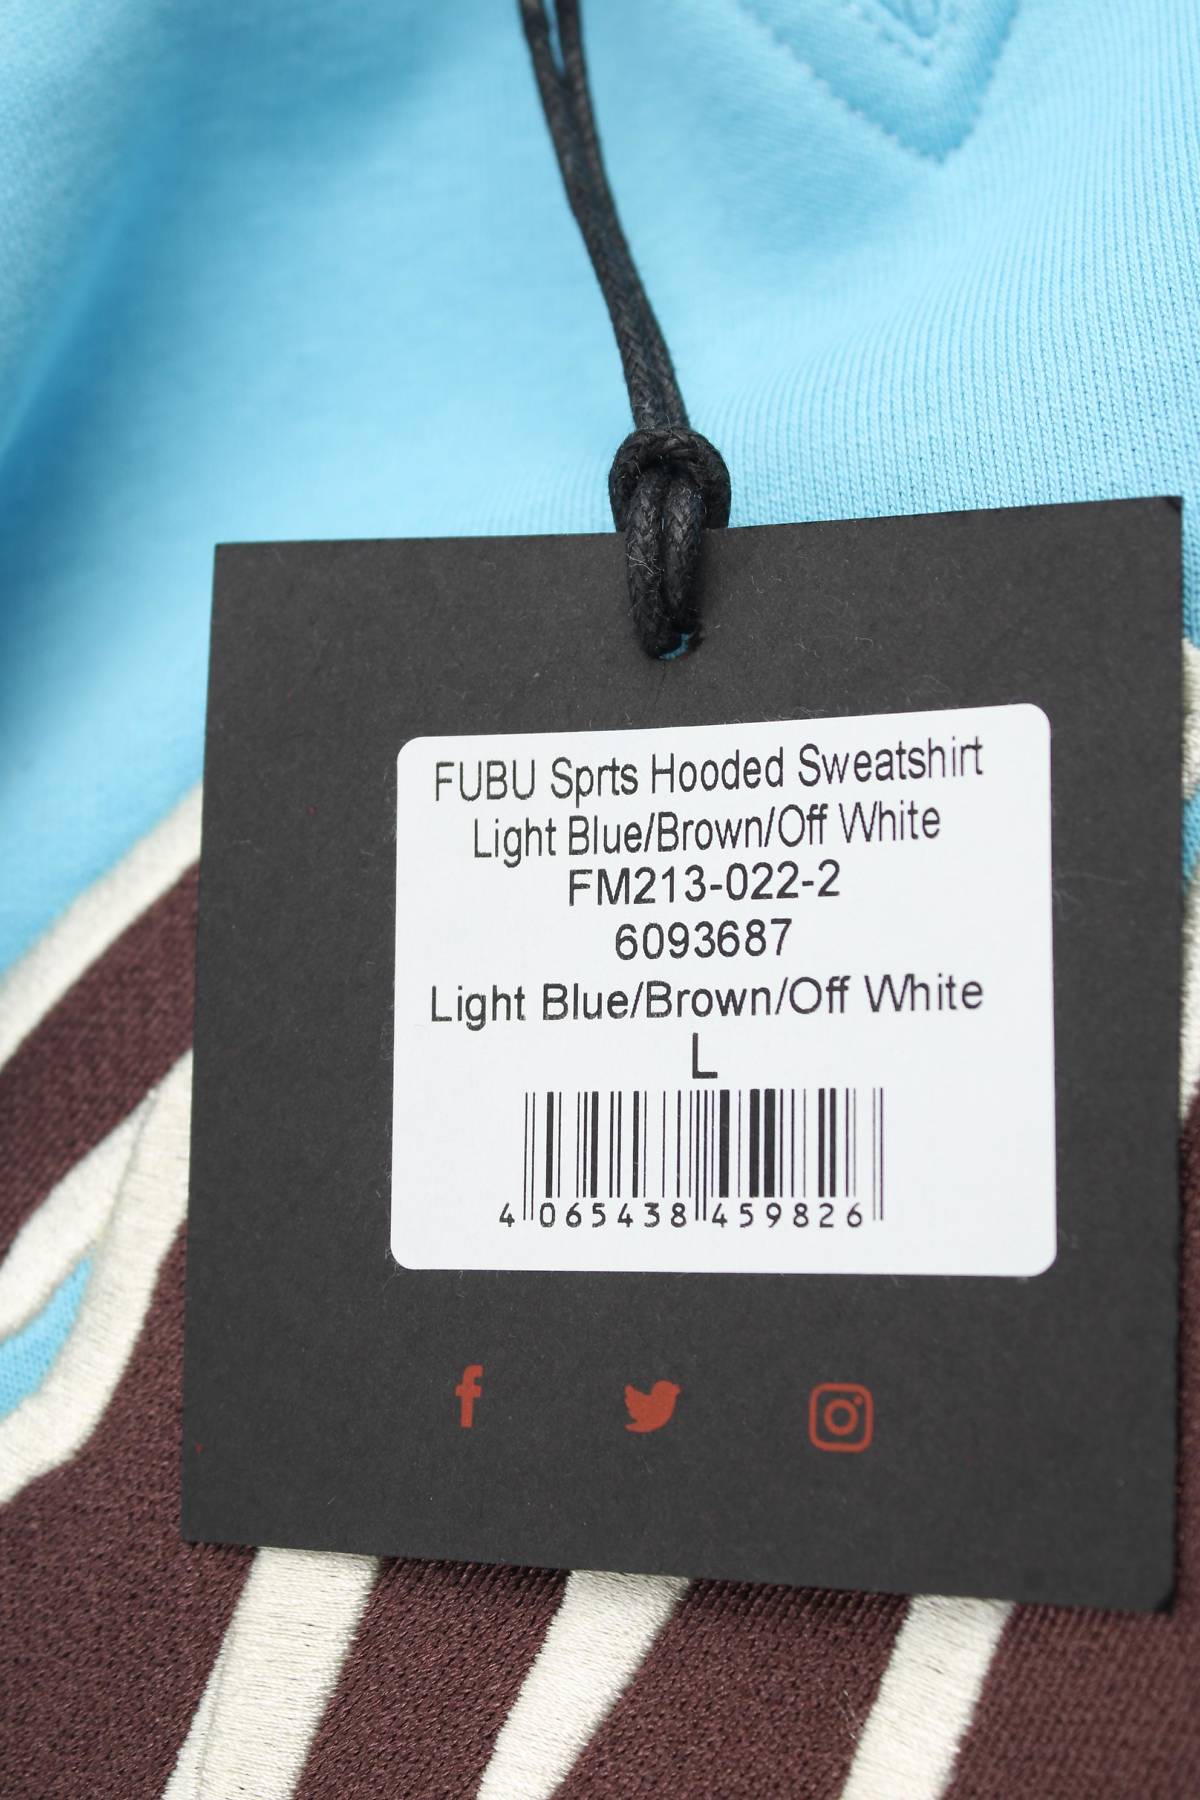 FUBU Sprts Hooded Sweatshirt
Light Blue/Brown/Off White
FM213-022-2
6093687
Light Blue/Brown/Off White
L
4 065438 459826